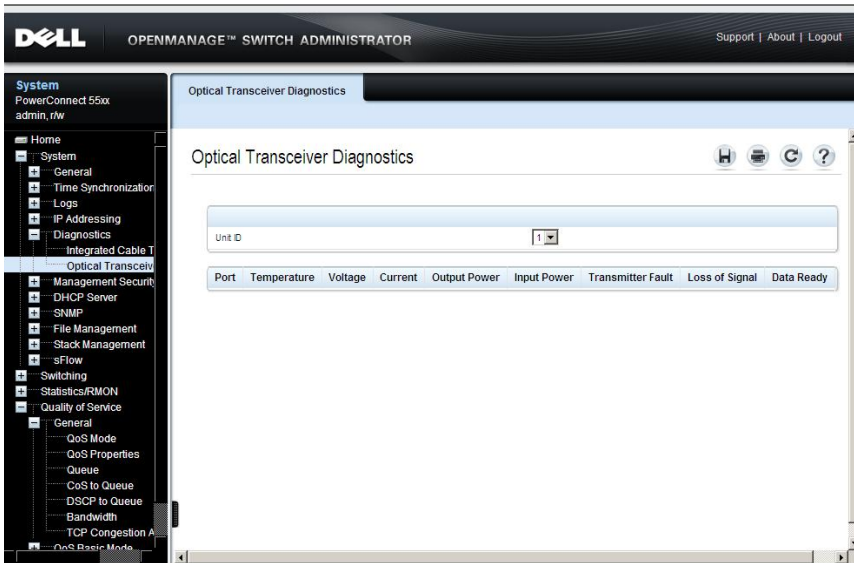 DELL
OPENMANAGE™ SWITCH ADMINISTRATOR
Support | About | Logout
System
PowerConnect 55xx
admin, r/w
Home
System
General
Time Synchronization
Logs
IP Addressing
Diagnostics
Integrated Cable T
Optical Transceiv
Management Security
DHCP Server
SNMP
File Management
Stack Management
sFlow
Switching
Statistics/RMON
Quality of Service
General
QoS Mode
QoS Properties
Queue
CoS to Queue
DSCP to Queue
Bandwidth
TCP Congestion A
QoS Basic Mode
Optical Transceiver Diagnostics
Optical Transceiver Diagnostics
?
Unit ID 1
Port Temperature Voltage Current Output Power Input Power Transmitter Fault Loss of Signal Data Ready